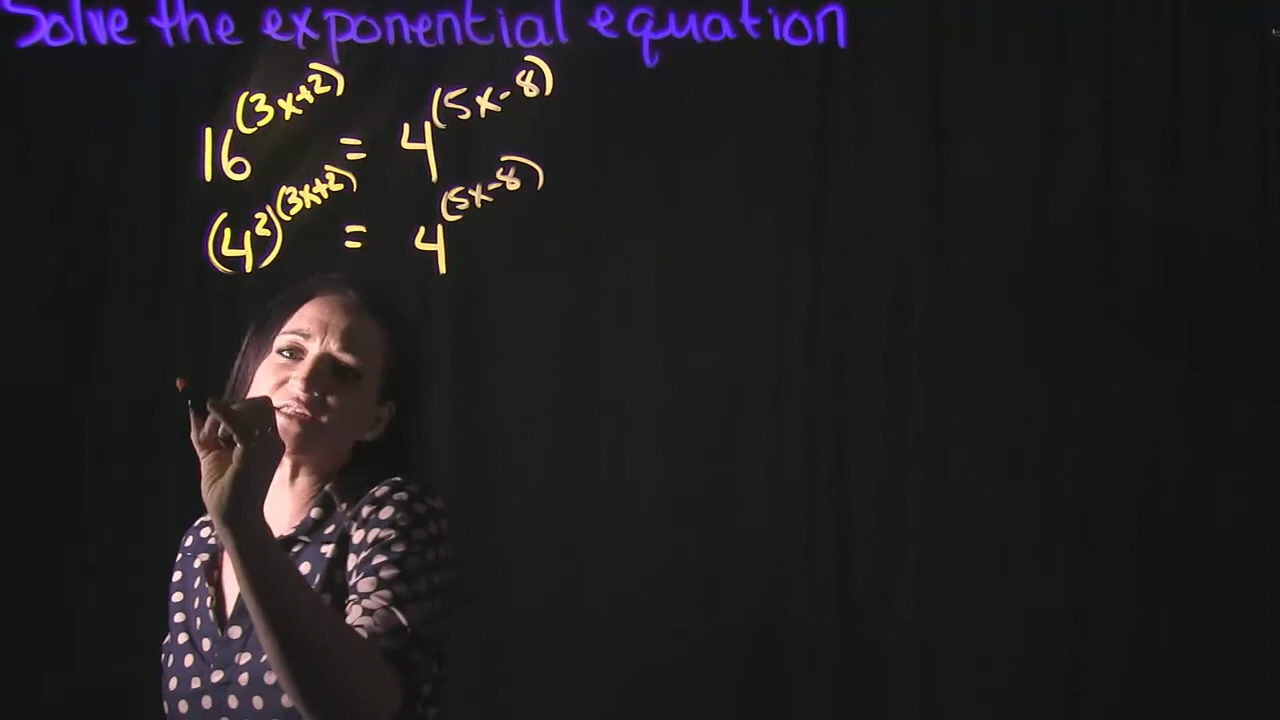 Solve the exponential equation
16^(3x+2) = 4^(5x-8)
(4^2)^(3x+2) = 4^(5x-8)